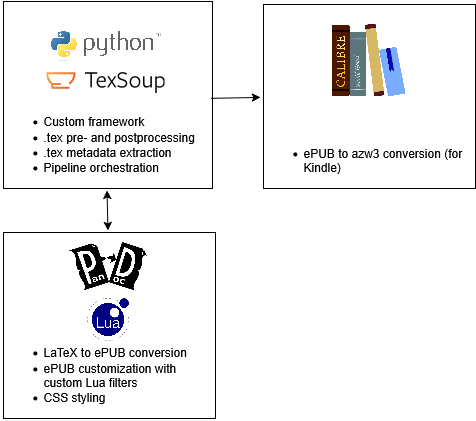 python™
TexSoup
Custom framework
.tex pre- and postprocessing
.tex metadata extraction
Pipeline orchestration
CALIBRE
ePUB to azw3 conversion (for
Kindle)
Pan Doc
Lua
LaTeX to ePUB conversion
ePUB customization with
custom Lua filters
CSS styling